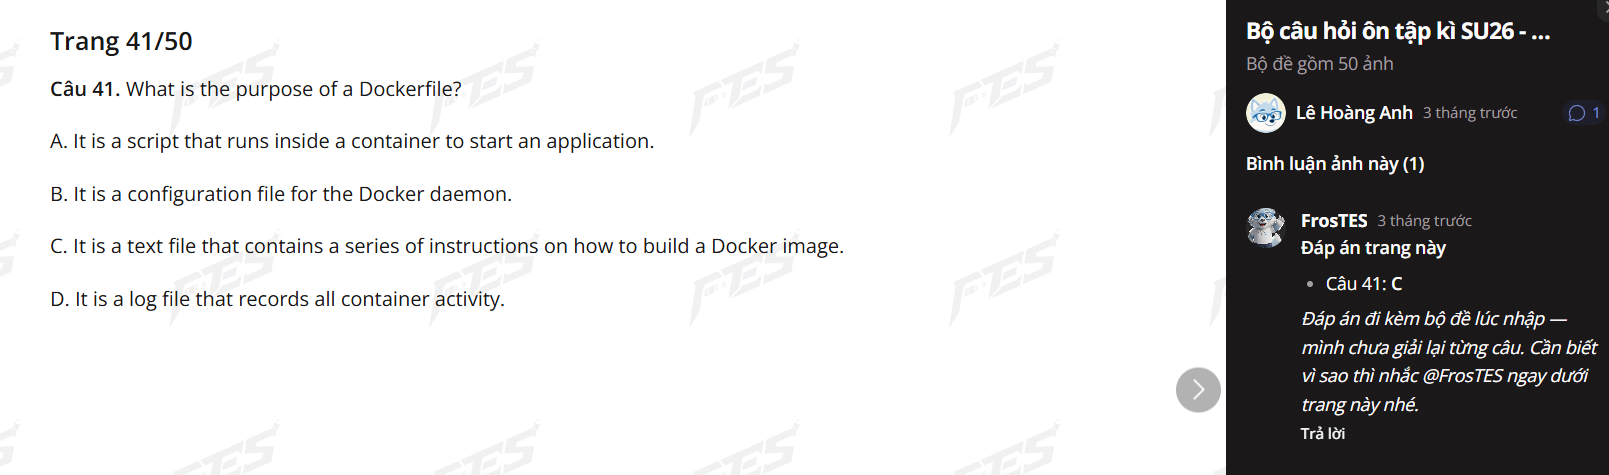 Trang 41/50
Câu 41. What is the purpose of a Dockerfile?
A. It is a script that runs inside a container to start an application.
B. It is a configuration file for the Docker daemon.
C. It is a text file that contains a series of instructions on how to build a Docker image.
D. It is a log file that records all container activity.
Bộ câu hỏi ôn tập kì SU26 - ...
Bộ đề gồm 50 ảnh
Lê Hoàng Anh 3 tháng trước 1
Bình luận ảnh này (1)
FrosTES 3 tháng trước
Đáp án trang này
• Câu 41: C
Đáp án đi kèm bộ đề lúc nhập —
mình chưa giải lại từng câu. Cần biết
vì sao thì nhắc @FrosTES ngay dưới
trang này nhé.
Trả lời